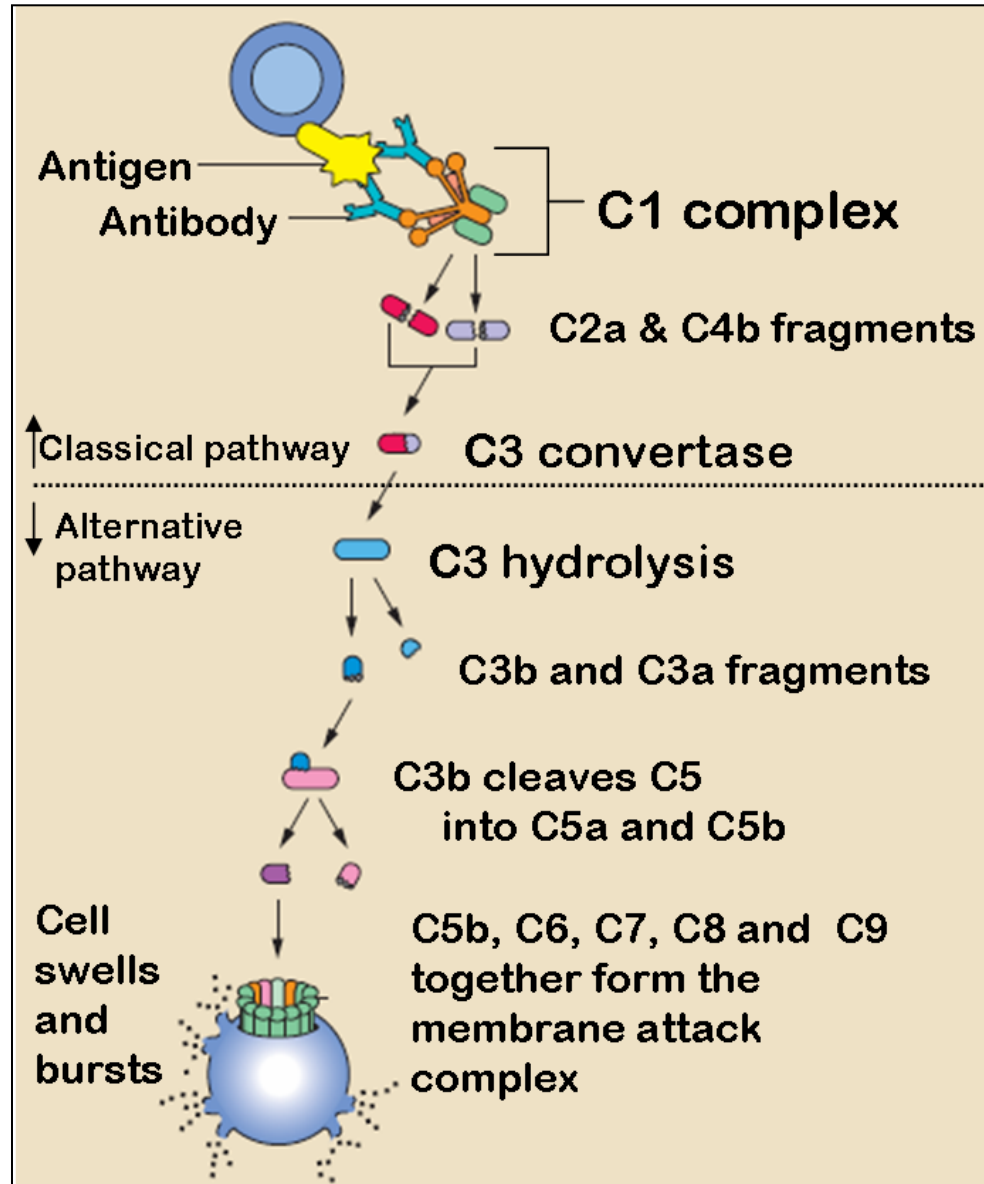 Antigen
Antibody
C1 complex
C2a & C4b fragments
Classical pathway
C3 convertase
Alternative
pathway
C3 hydrolysis
C3b and C3a fragments
C3b cleaves C5
into C5a and C5b
Cell
swells
and
bursts
C5b, C6, C7, C8 and C9
together form the
membrane attack
complex